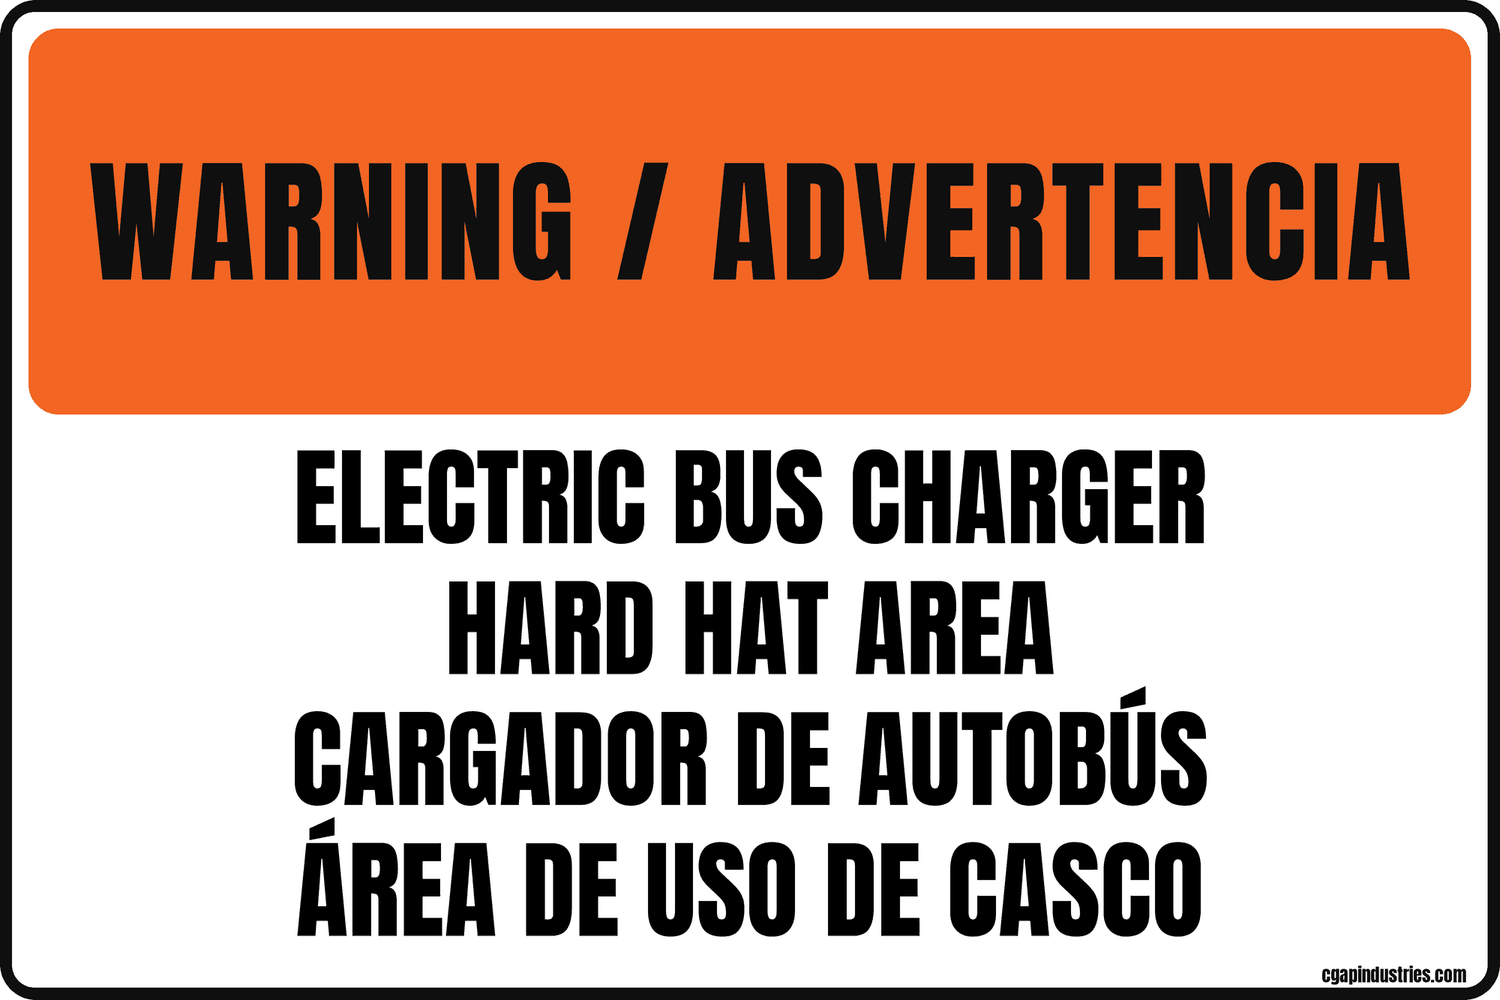 WARNING / ADVERTENCIA
ELECTRIC BUS CHARGER
HARD HAT AREA
CARGADOR DE AUTOBÚS
ÁREA DE USO DE CASCO
cgapindustries.com